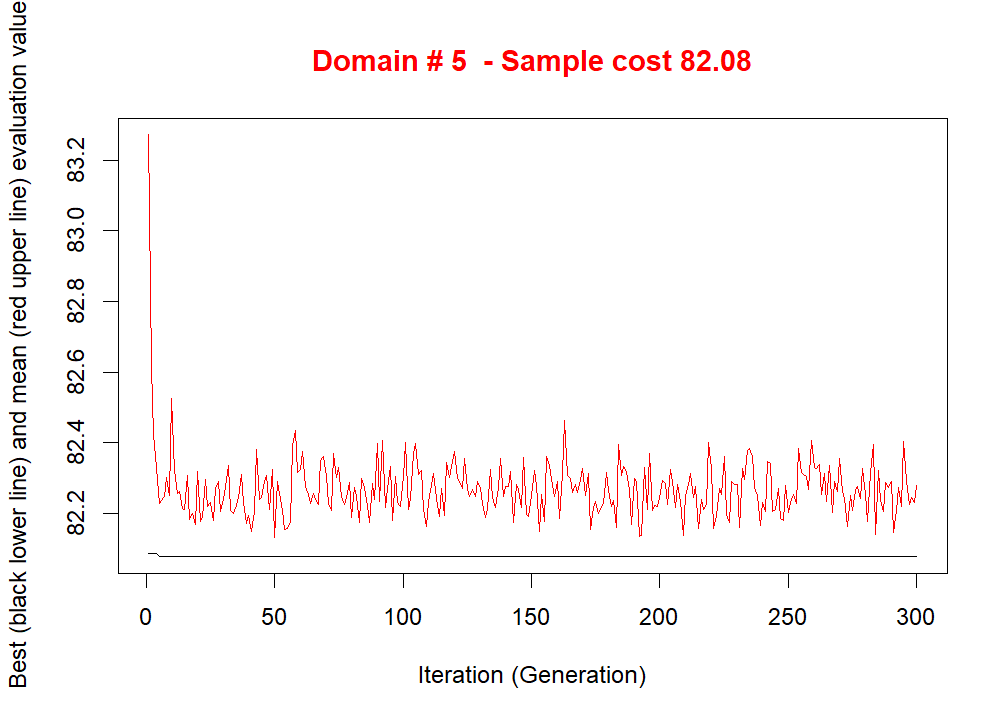 Domain # 5  - Sample cost 82.08
Best (black lower line) and mean (red upper line) evaluation value
83.2
83.0
82.8
82.6
82.4
82.2
0 50 100 150 200 250 300
Iteration (Generation)